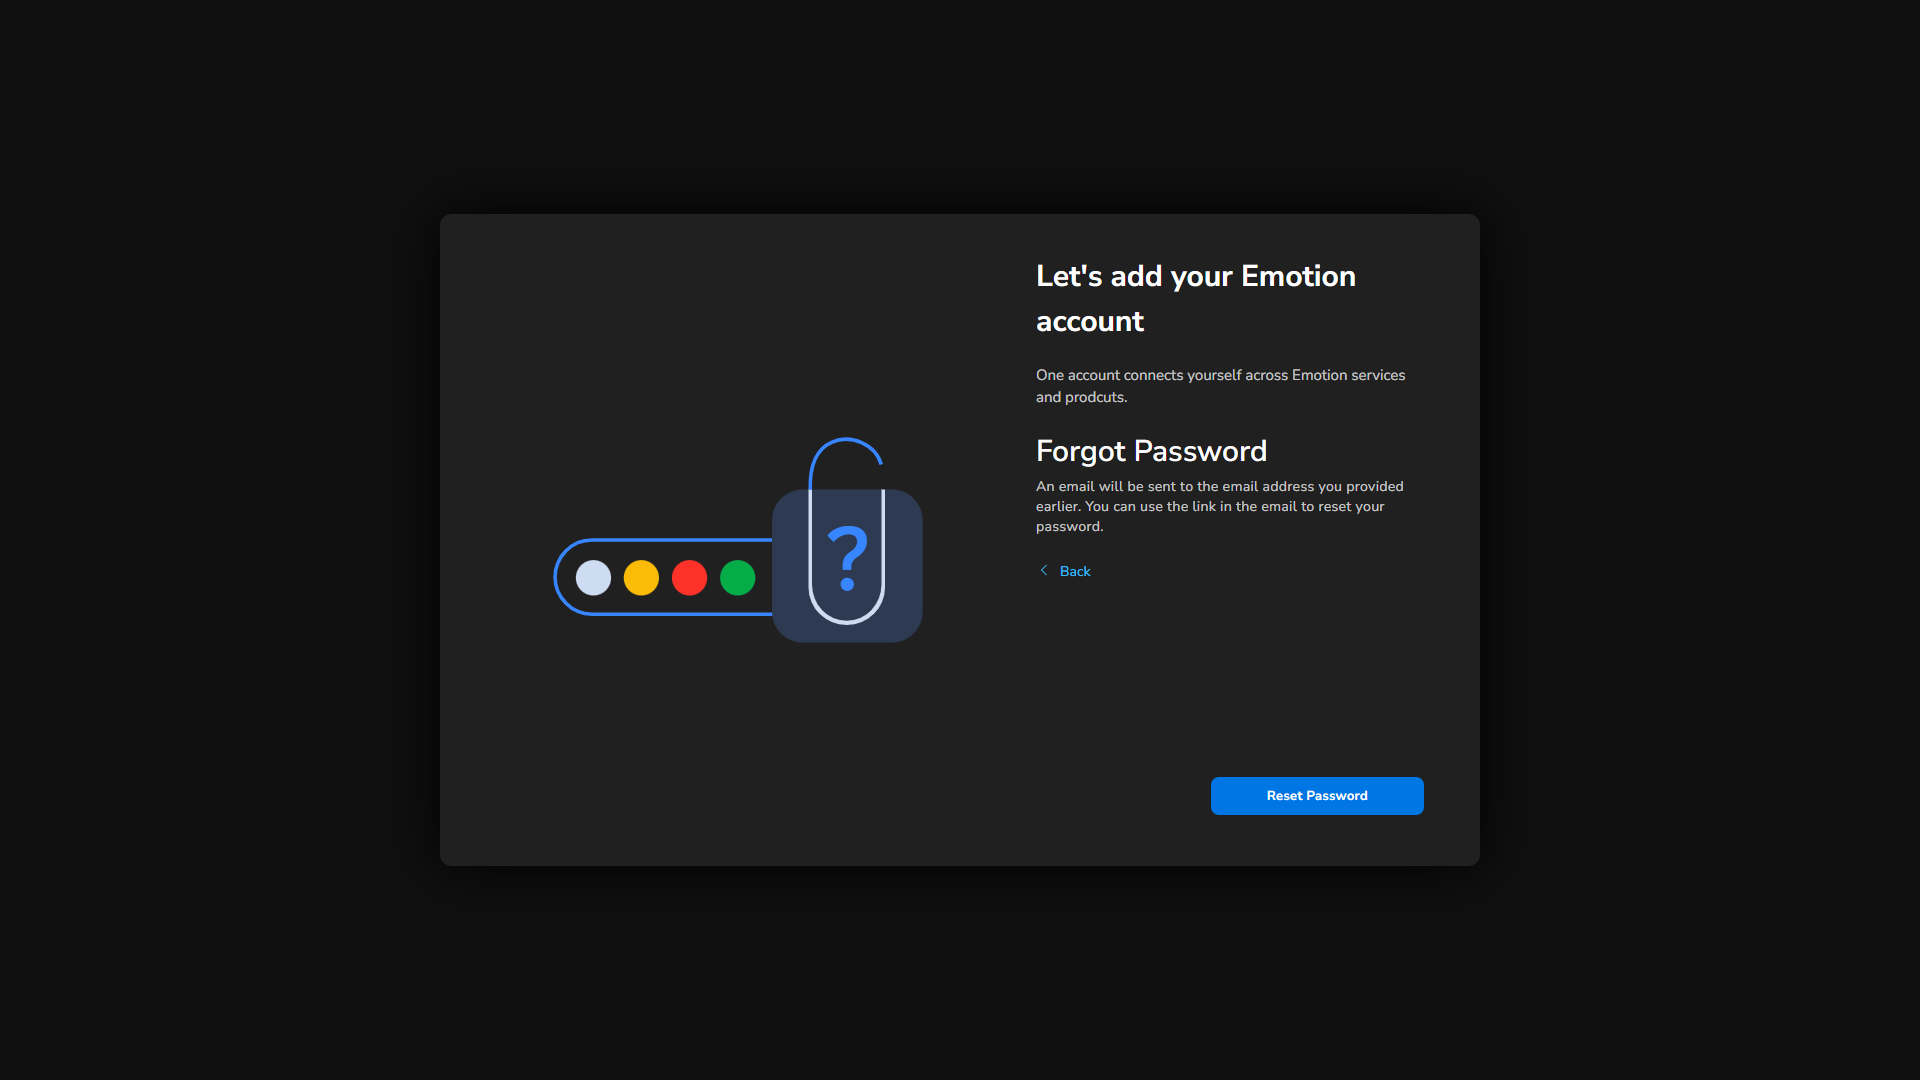 Let's add your Emotion
account
One account connects yourself across Emotion services
and prodcuts.
Forgot Password
An email will be sent to the email address you provided
earlier. You can use the link in the email to reset your
password.
Back
?
Reset Password